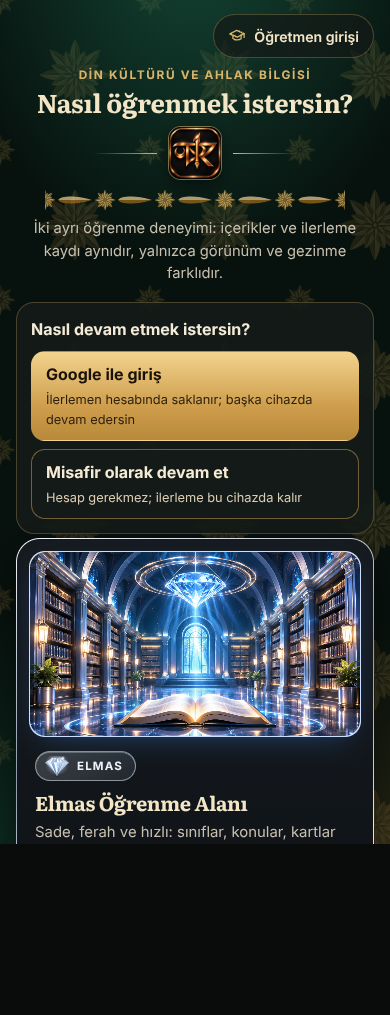 Öğretmen girişi
DİN KÜLTÜRÜ VE AHLAK BİLGİSİ
Nasıl öğrenmek istersin?
İki ayrı öğrenme deneyimi: içerikler ve ilerleme
kaydı aynıdır, yalnızca görünüm ve gezinme
farklıdır.
Nasıl devam etmek istersin?
Google ile giriş
İlerlemen hesabında saklanır; başka cihazda
devam edersin
Misafir olarak devam et
Hesap gerekmez; ilerleme bu cihazda kalır
ELMAS
Elmas Öğrenme Alanı
Sade, ferah ve hızlı: sınıflar, konular, kartlar